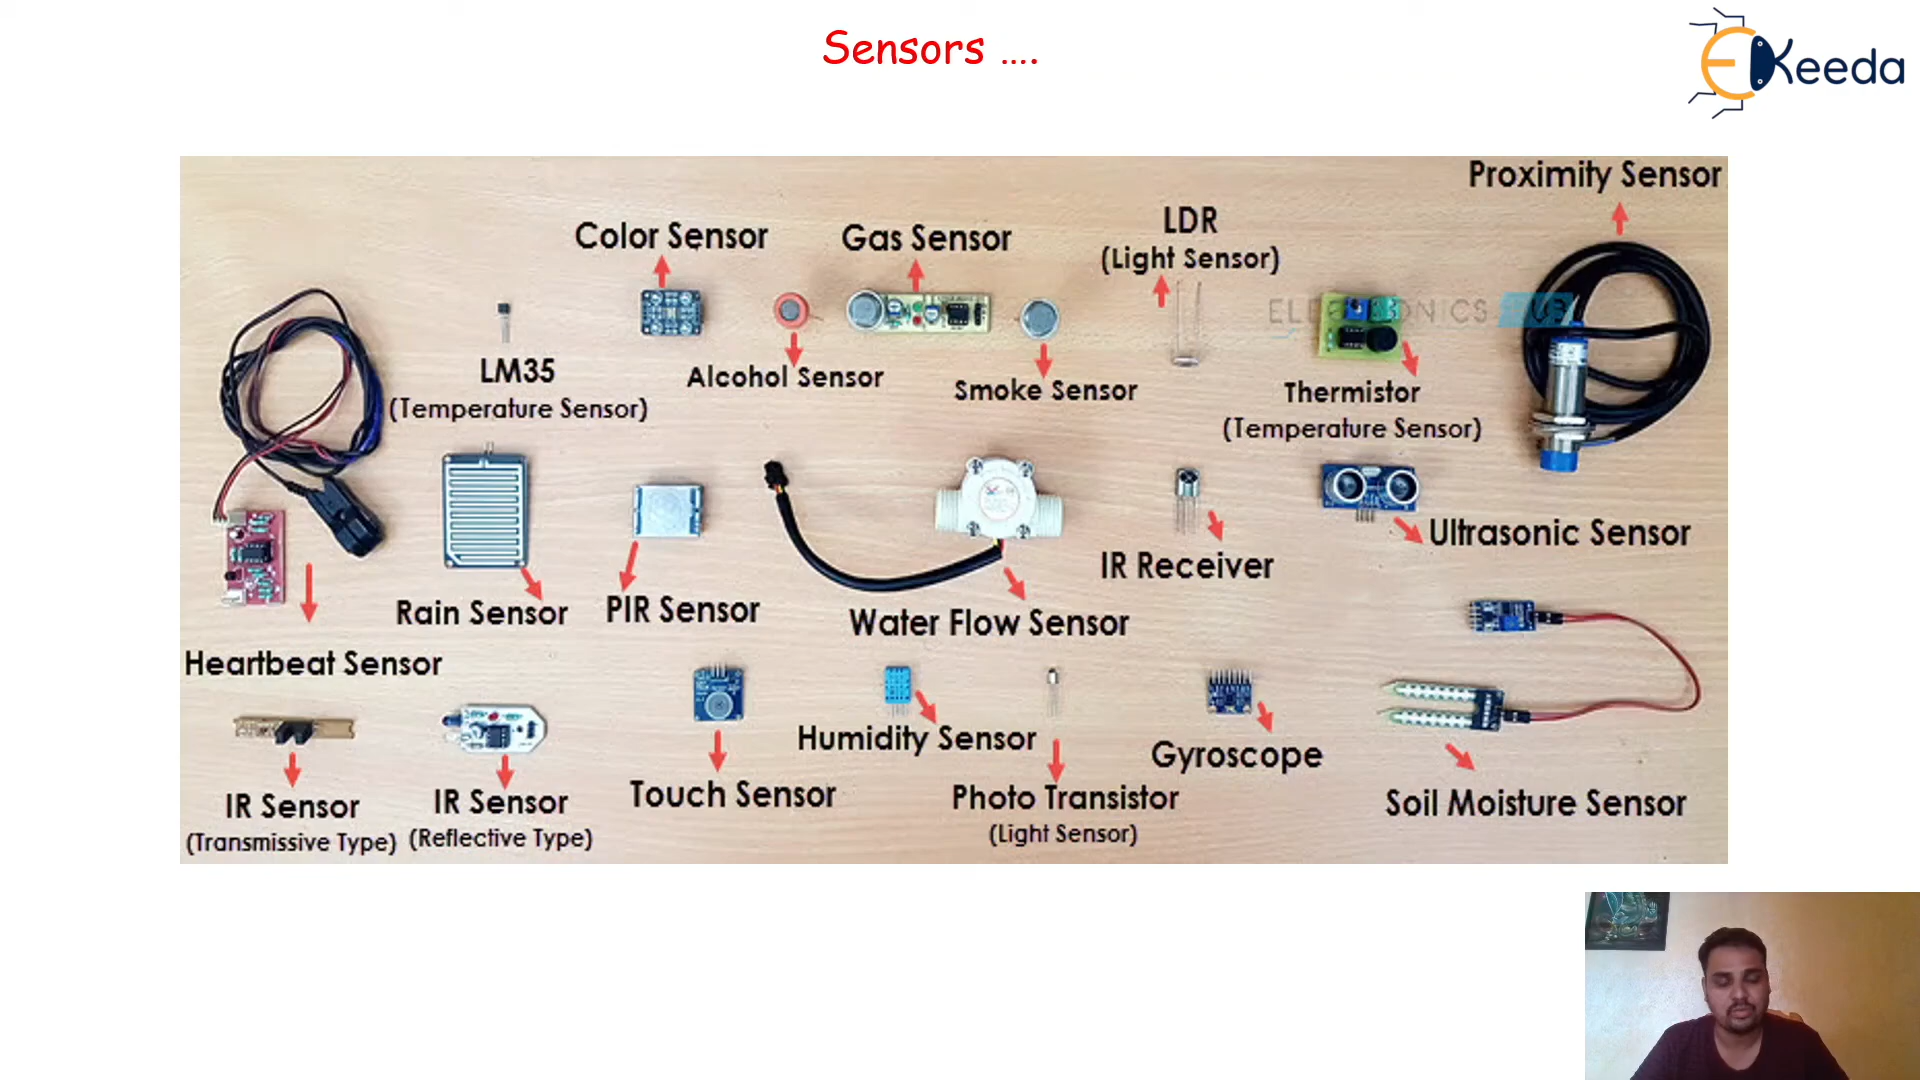 Sensors ....
EKeeda
Proximity Sensor
LDR
(Light Sensor)
Color Sensor
Gas Sensor
LM35
(Temperature Sensor)
Alcohol Sensor
Smoke Sensor
Thermistor
(Temperature Sensor)
Ultrasonic Sensor
IR Receiver
Rain Sensor
PIR Sensor
Water Flow Sensor
Heartbeat Sensor
Humidity Sensor
Gyroscope
IR Sensor
(Transmissive Type)
IR Sensor
(Reflective Type)
Touch Sensor
Photo Transistor
(Light Sensor)
Soil Moisture Sensor